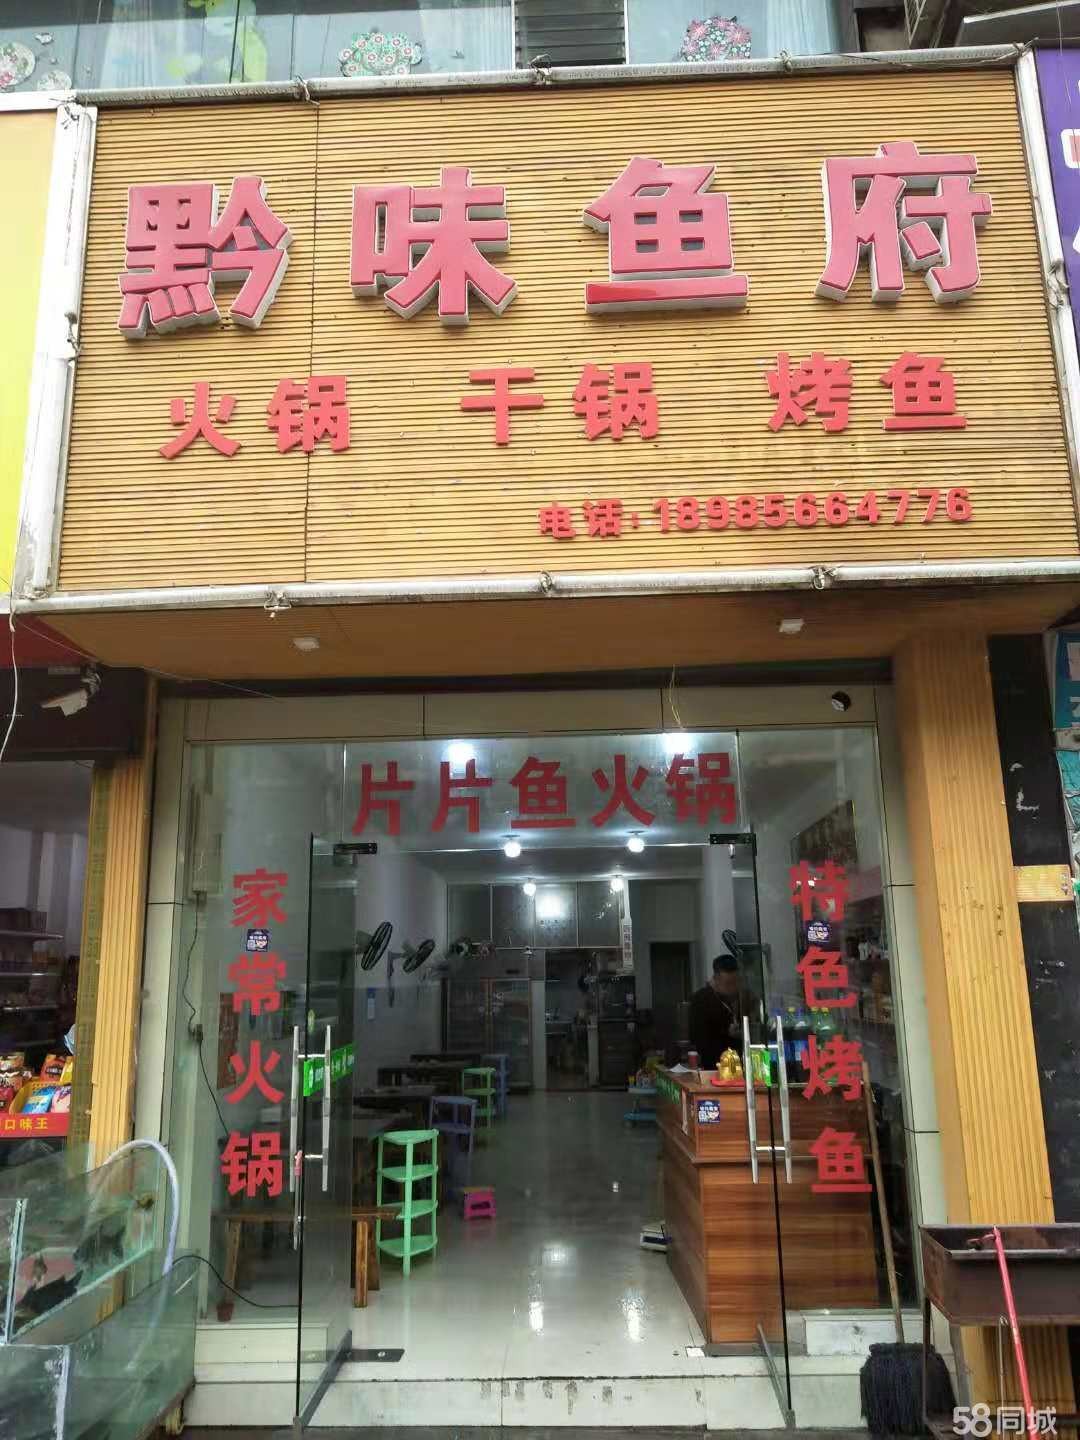 黔味鱼府
火锅 干锅 烤鱼
电话:18985664776
片片鱼火锅
家常火锅
特色烤鱼
口味王
58同城